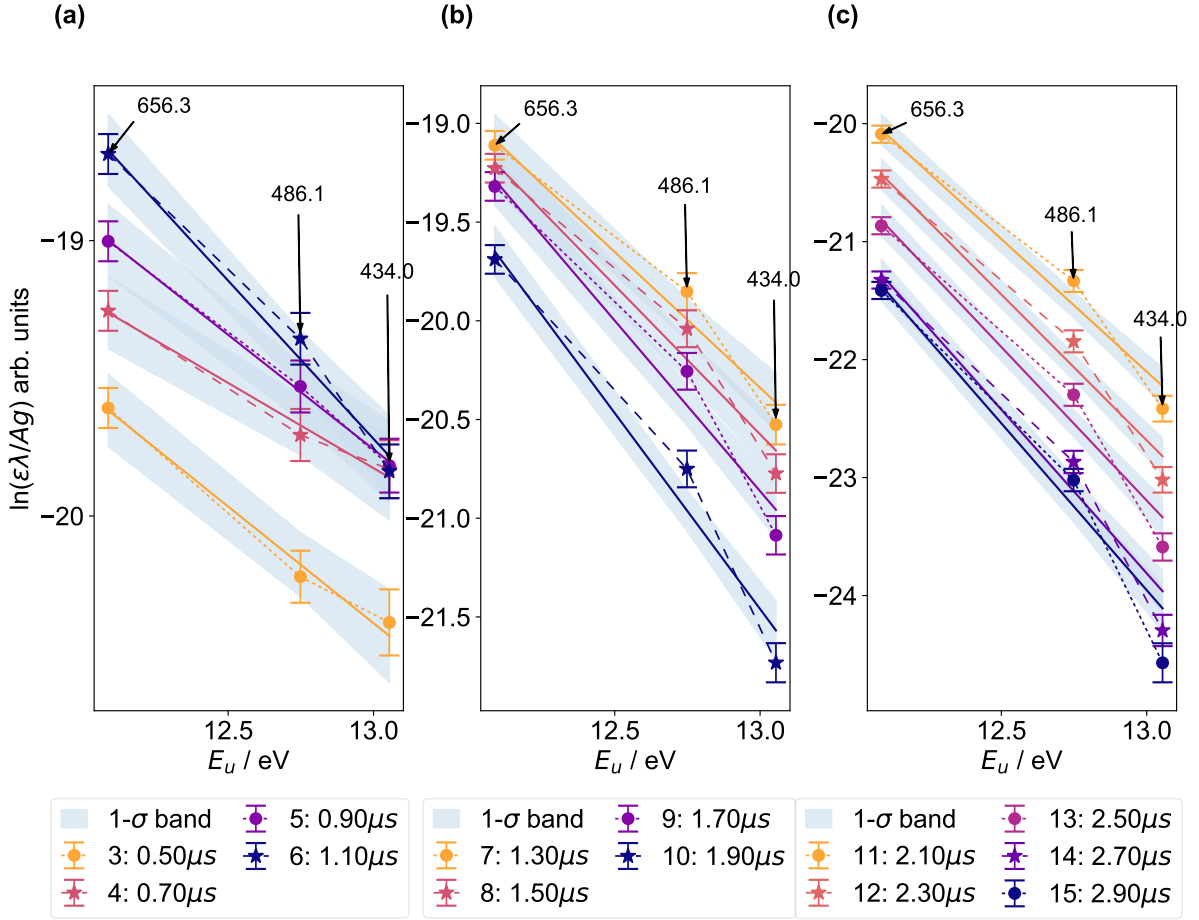 (a)
(b)
(c)
656.3
486.1
434.0
−19
−20
12.5
13.0
E_u / eV
ln(ελ/Ag) arb. units
656.3
486.1
434.0
−19.0
−19.5
−20.0
−20.5
−21.0
−21.5
12.5
13.0
E_u / eV
656.3
486.1
434.0
−20
−21
−22
−23
−24
12.5
13.0
E_u / eV
1-σ band
3: 0.50μs
4: 0.70μs
5: 0.90μs
6: 1.10μs
1-σ band
7: 1.30μs
8: 1.50μs
9: 1.70μs
10: 1.90μs
1-σ band
11: 2.10μs
12: 2.30μs
13: 2.50μs
14: 2.70μs
15: 2.90μs